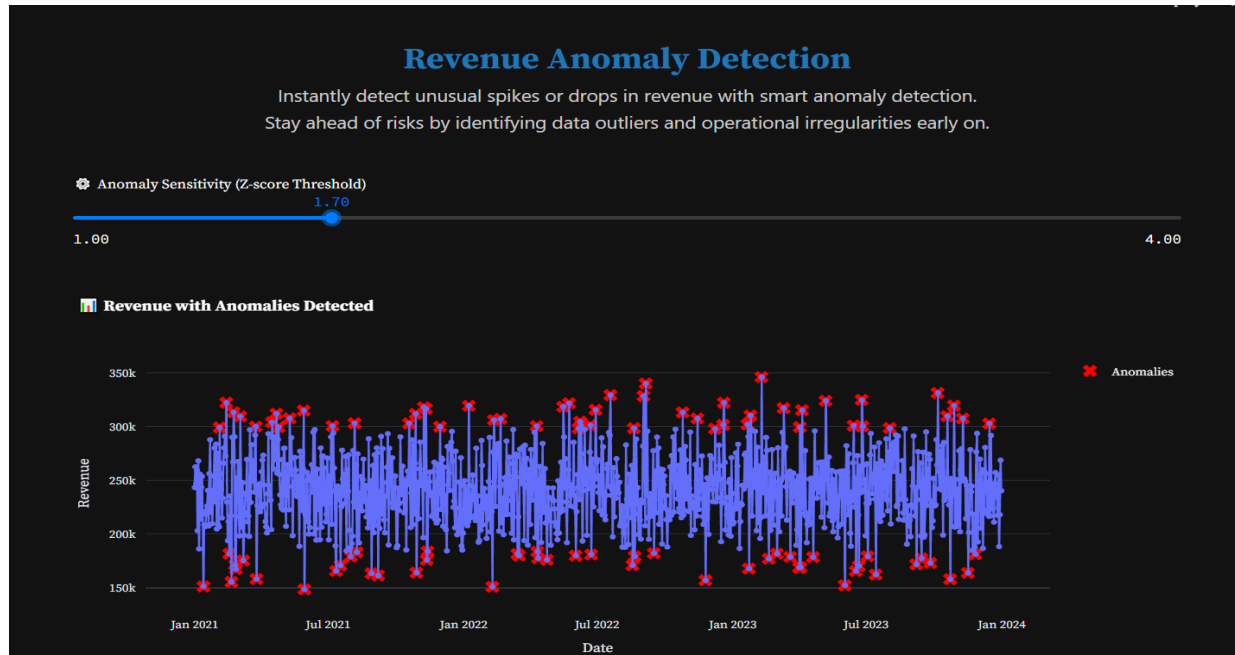 Revenue Anomaly Detection
Instantly detect unusual spikes or drops in revenue with smart anomaly detection.
Stay ahead of risks by identifying data outliers and operational irregularities early on.
Anomaly Sensitivity (Z-score Threshold)
1.70
1.00 4.00
📊 Revenue with Anomalies Detected
Anomalies
350k
300k
250k
200k
150k
Revenue
Jan 2021 Jul 2021 Jan 2022 Jul 2022 Jan 2023 Jul 2023 Jan 2024
Date